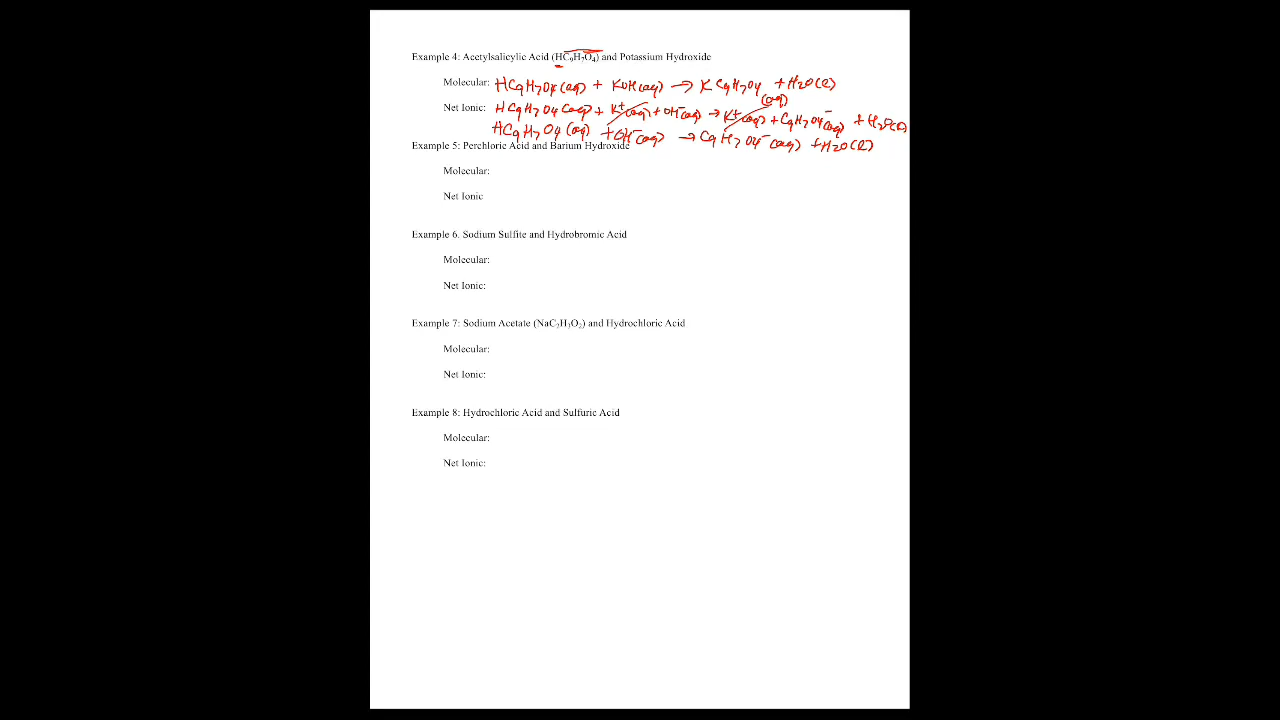 Example 4: Acetylsalicylic Acid (HC₉H₇O₄) and Potassium Hydroxide
Molecular: HC₉H₇O₄(aq) + KOH(aq) → KC₉H₇O₄(aq) + H₂O(l)
Net Ionic: HC₉H₇O₄(aq) + K⁺(aq) + OH⁻(aq) → K⁺(aq) + C₉H₇O₄⁻(aq) + H₂O(l)
HC₉H₇O₄(aq) + OH⁻(aq) → C₉H₇O₄⁻(aq) + H₂O(l)
Example 5: Perchloric Acid and Barium Hydroxide
Molecular:
Net Ionic
Example 6. Sodium Sulfite and Hydrobromic Acid
Molecular:
Net Ionic:
Example 7: Sodium Acetate (NaC₂H₃O₂) and Hydrochloric Acid
Molecular:
Net Ionic:
Example 8: Hydrochloric Acid and Sulfuric Acid
Molecular:
Net Ionic: